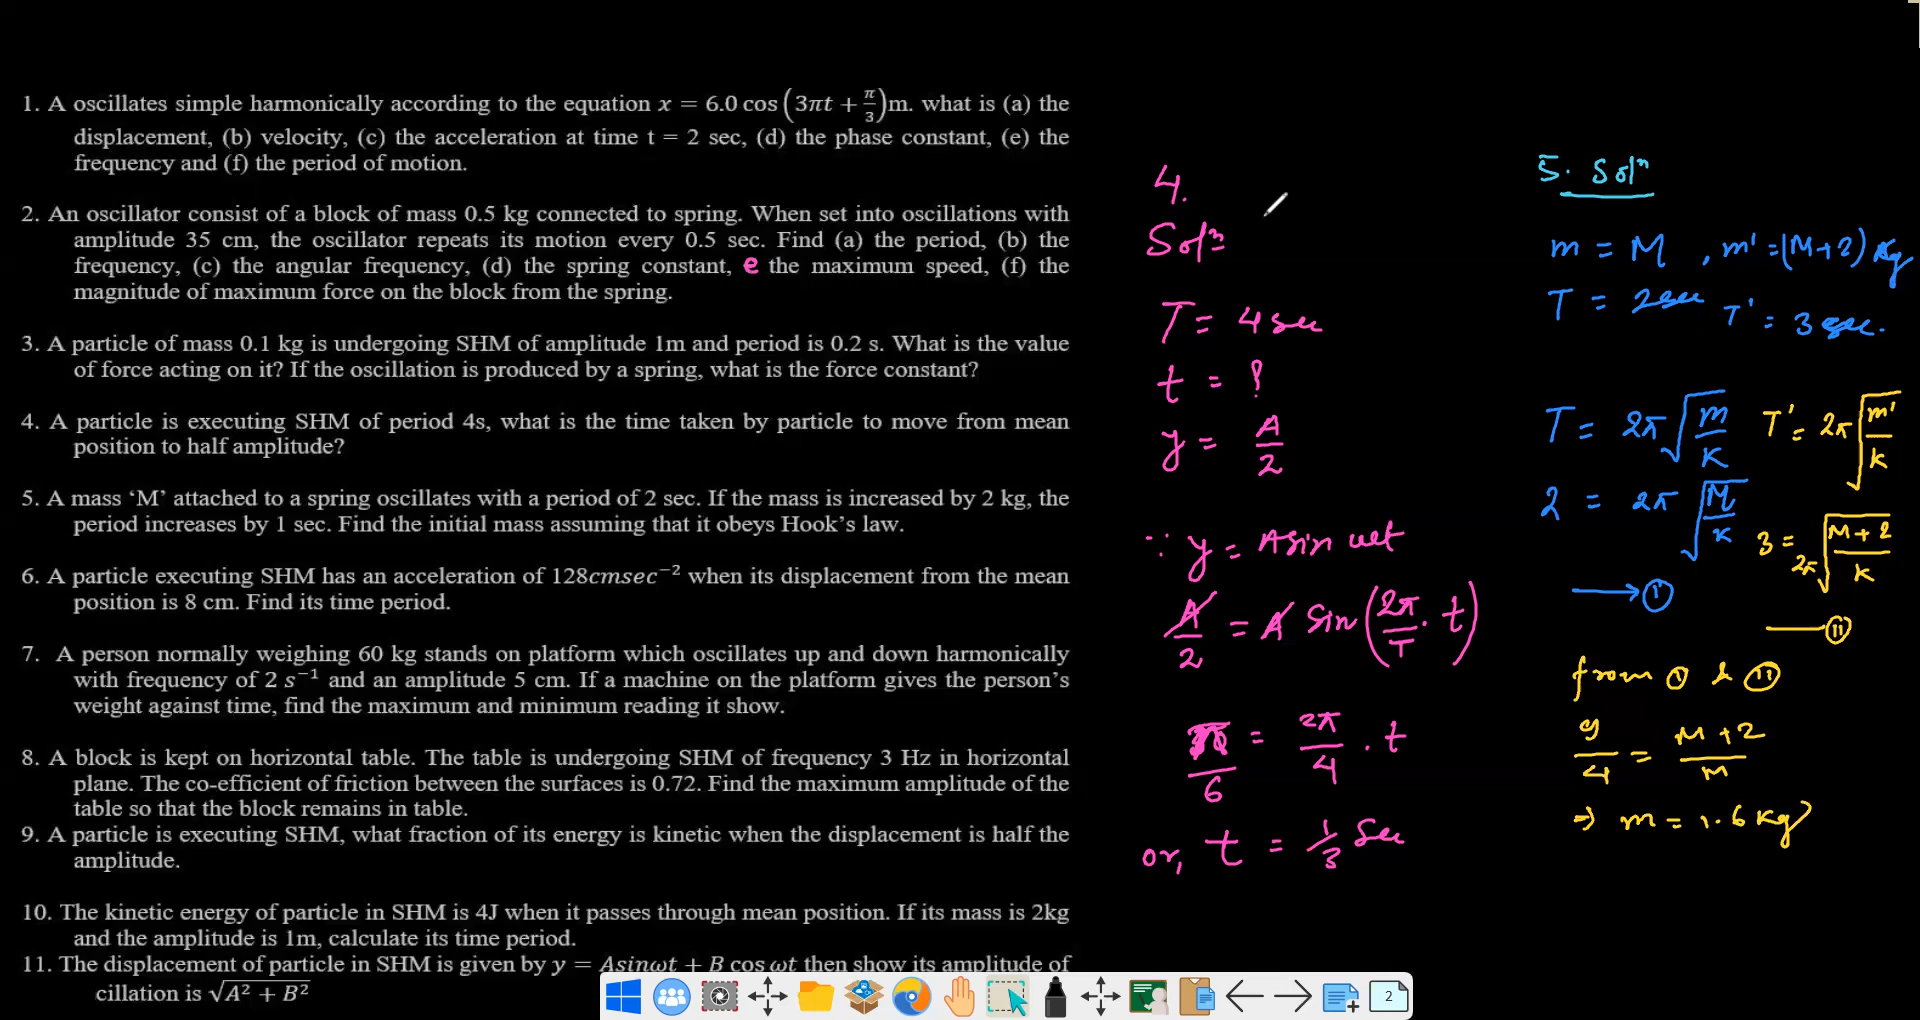 1. A oscillates simple harmonically according to the equation x = 6.0 cos (3πt + π/3)m. what is (a) the
displacement, (b) velocity, (c) the acceleration at time t = 2 sec, (d) the phase constant, (e) the
frequency and (f) the period of motion.
2. An oscillator consist of a block of mass 0.5 kg connected to spring. When set into oscillations with
amplitude 35 cm, the oscillator repeats its motion every 0.5 sec. Find (a) the period, (b) the
frequency, (c) the angular frequency, (d) the spring constant, e the maximum speed, (f) the
magnitude of maximum force on the block from the spring.
3. A particle of mass 0.1 kg is undergoing SHM of amplitude 1m and period is 0.2 s. What is the value
of force acting on it? If the oscillation is produced by a spring, what is the force constant?
4. A particle is executing SHM of period 4s, what is the time taken by particle to move from mean
position to half amplitude?
5. A mass ‘M’ attached to a spring oscillates with a period of 2 sec. If the mass is increased by 2 kg, the
period increases by 1 sec. Find the initial mass assuming that it obeys Hook’s law.
6. A particle executing SHM has an acceleration of 128cmsec⁻² when its displacement from the mean
position is 8 cm. Find its time period.
7. A person normally weighing 60 kg stands on platform which oscillates up and down harmonically
with frequency of 2 s⁻¹ and an amplitude 5 cm. If a machine on the platform gives the person’s
weight against time, find the maximum and minimum reading it show.
8. A block is kept on horizontal table. The table is undergoing SHM of frequency 3 Hz in horizontal
plane. The co-efficient of friction between the surfaces is 0.72. Find the maximum amplitude of the
table so that the block remains in table.
9. A particle is executing SHM, what fraction of its energy is kinetic when the displacement is half the
amplitude.
10. The kinetic energy of particle in SHM is 4J when it passes through mean position. If its mass is 2kg
and the amplitude is 1m, calculate its time period.
11. The displacement of particle in SHM is given by y = Asinωt + B cos ωt then show its amplitude of
cillation is √A² + B²
4.
Solⁿ
T = 4 sec
t = ?
y = A/2
∵ y = A sin ωt
A/2 = A sin (2π/T . t)
π/6 = 2π/4 . t
or, t = 1/3 sec
5. Solⁿ
m = M , m' = (M+2) kg
T = 2 sec T' = 3 sec.
T = 2π √m/K T' = 2π √m'/K
2 = 2π √M/K 3 = 2π √M+2/K
→ (i)
— (ii)
from (i) & (ii)
9/4 = M+2/M
⇒ m = 1.6 kg
2